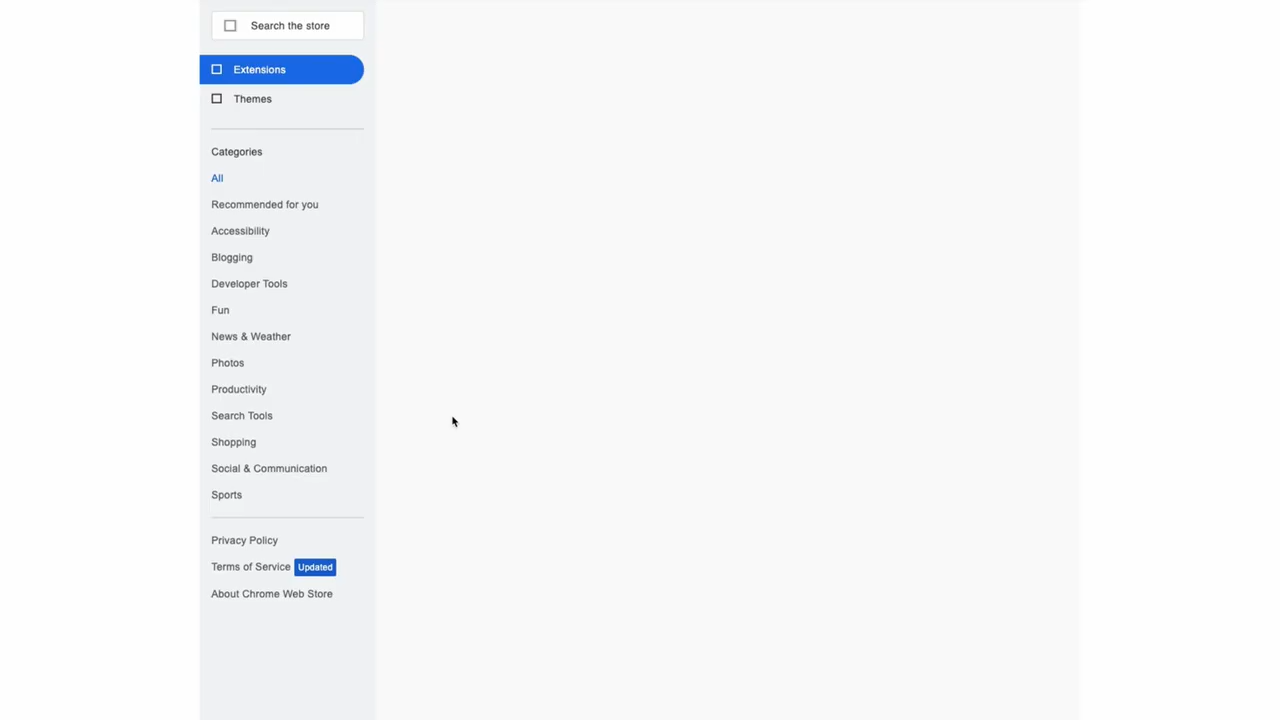 Search the store
Extensions
Themes
Categories
All
Recommended for you
Accessibility
Blogging
Developer Tools
Fun
News & Weather
Photos
Productivity
Search Tools
Shopping
Social & Communication
Sports
Privacy Policy
Terms of Service Updated
About Chrome Web Store